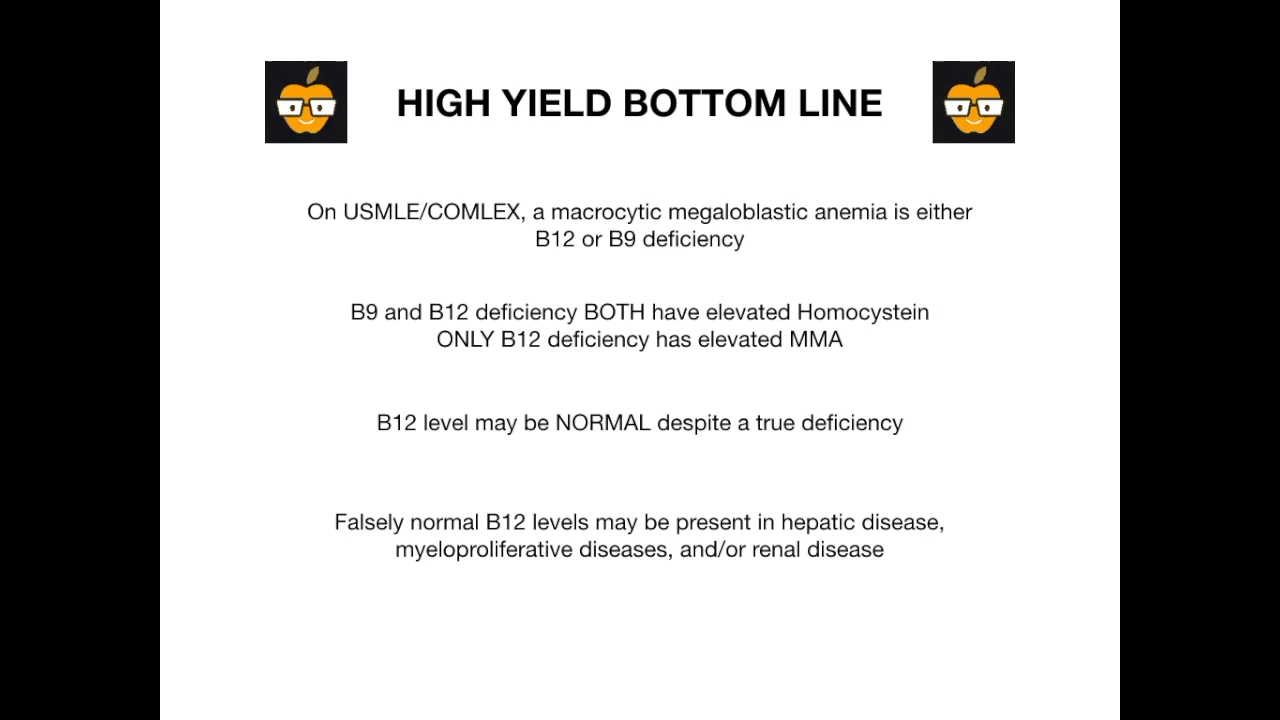 HIGH YIELD BOTTOM LINE
On USMLE/COMLEX, a macrocytic megaloblastic anemia is either
B12 or B9 deficiency
B9 and B12 deficiency BOTH have elevated Homocystein
ONLY B12 deficiency has elevated MMA
B12 level may be NORMAL despite a true deficiency
Falsely normal B12 levels may be present in hepatic disease,
myeloproliferative diseases, and/or renal disease